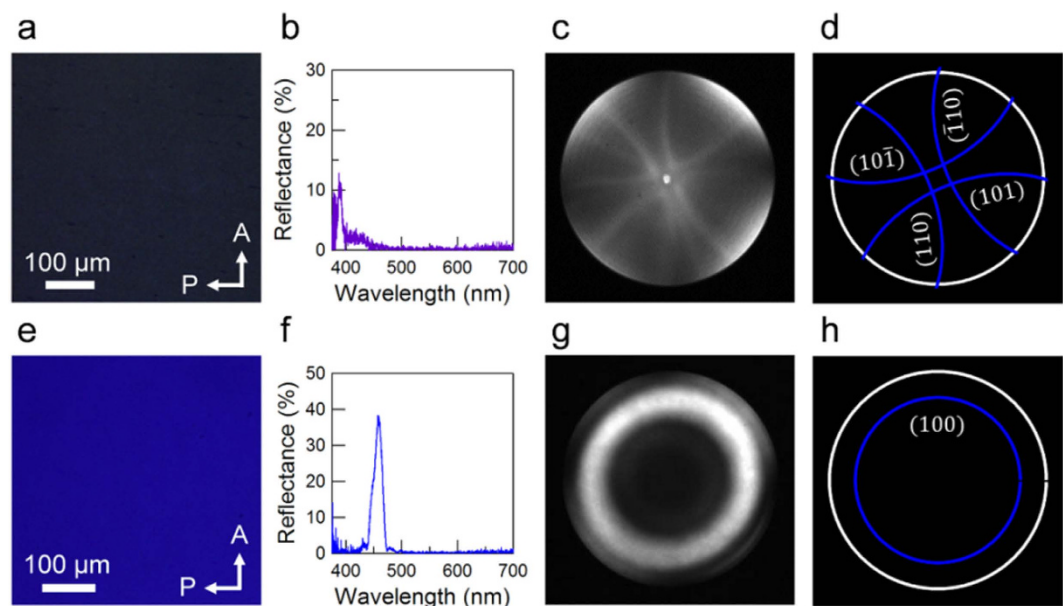 a
b
c
d
100 µm
A
P
Reflectance (%)
30
20
10
0
400
500
600
700
Wavelength (nm)
(101̄)
(1̄10)
(101)
(110)
e
f
g
h
100 µm
A
P
Reflectance (%)
50
40
30
20
10
0
400
500
600
700
Wavelength (nm)
(100)